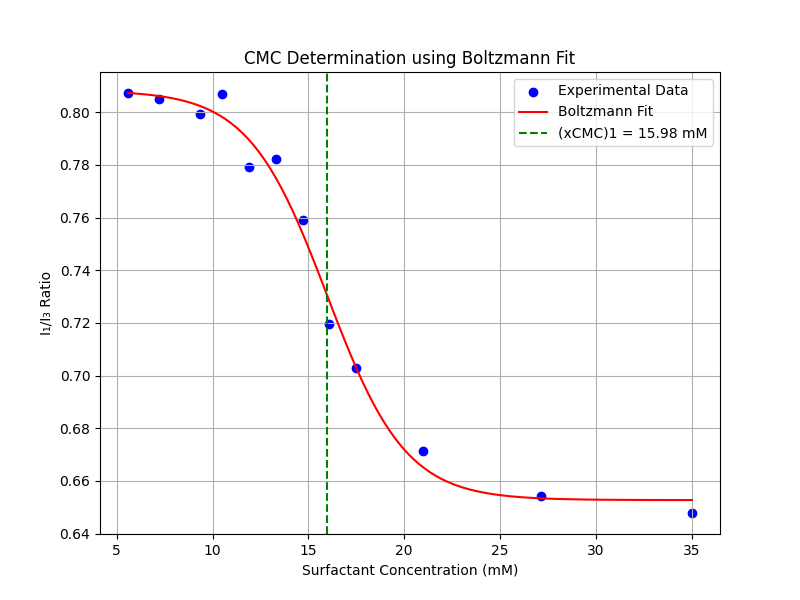 CMC Determination using Boltzmann Fit
Experimental Data
Boltzmann Fit
(xCMC)1 = 15.98 mM
I₁/I₃ Ratio
0.80
0.78
0.76
0.74
0.72
0.70
0.68
0.66
0.64
5 10 15 20 25 30 35
Surfactant Concentration (mM)